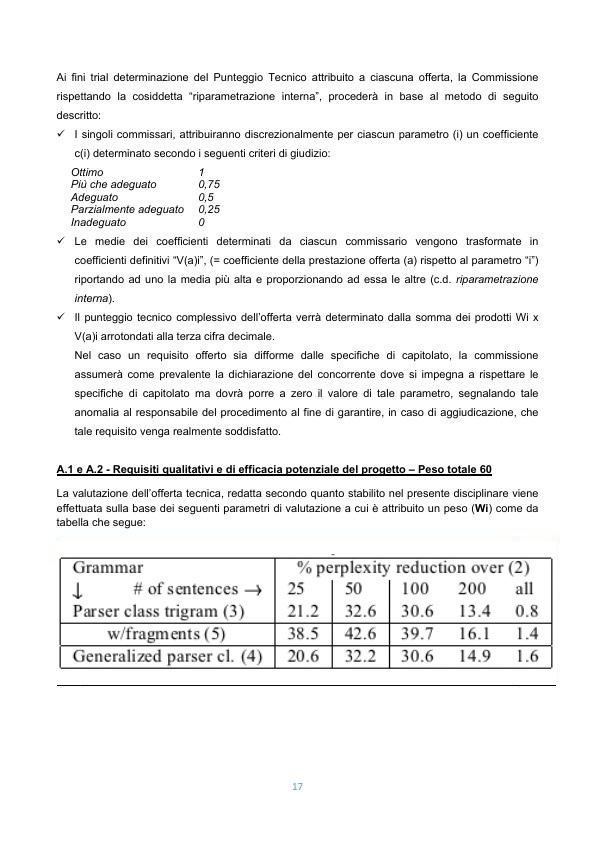 Ai fini trial determinazione del Punteggio Tecnico attribuito a ciascuna offerta, la Commissione
rispettando la cosiddetta “riparametrazione interna”, procederà in base al metodo di seguito
descritto:
✓ I singoli commissari, attribuiranno discrezionalmente per ciascun parametro (i) un coefficiente
c(i) determinato secondo i seguenti criteri di giudizio:
Ottimo 1
Più che adeguato 0,75
Adeguato 0,5
Parzialmente adeguato 0,25
Inadeguato 0
✓ Le medie dei coefficienti determinati da ciascun commissario vengono trasformate in
coefficienti definitivi “V(a)i”, (= coefficiente della prestazione offerta (a) rispetto al parametro “i”)
riportando ad uno la media più alta e proporzionando ad essa le altre (c.d. riparametrazione
interna).
✓ Il punteggio tecnico complessivo dell’offerta verrà determinato dalla somma dei prodotti Wi x
V(a)i arrotondati alla terza cifra decimale.
Nel caso un requisito offerto sia difforme dalle specifiche di capitolato, la commissione
assumerà come prevalente la dichiarazione del concorrente dove si impegna a rispettare le
specifiche di capitolato ma dovrà porre a zero il valore di tale parametro, segnalando tale
anomalia al responsabile del procedimento al fine di garantire, in caso di aggiudicazione, che
tale requisito venga realmente soddisfatto.
A.1 e A.2 - Requisiti qualitativi e di efficacia potenziale del progetto – Peso totale 60
La valutazione dell’offerta tecnica, redatta secondo quanto stabilito nel presente disciplinare viene
effettuata sulla base dei seguenti parametri di valutazione a cui è attribuito un peso (Wi) come da
tabella che segue:
Grammar % perplexity reduction over (2)
↓ # of sentences → 25 50 100 200 all
Parser class trigram (3) 21.2 32.6 30.6 13.4 0.8
w/fragments (5) 38.5 42.6 39.7 16.1 1.4
Generalized parser cl. (4) 20.6 32.2 30.6 14.9 1.6
17